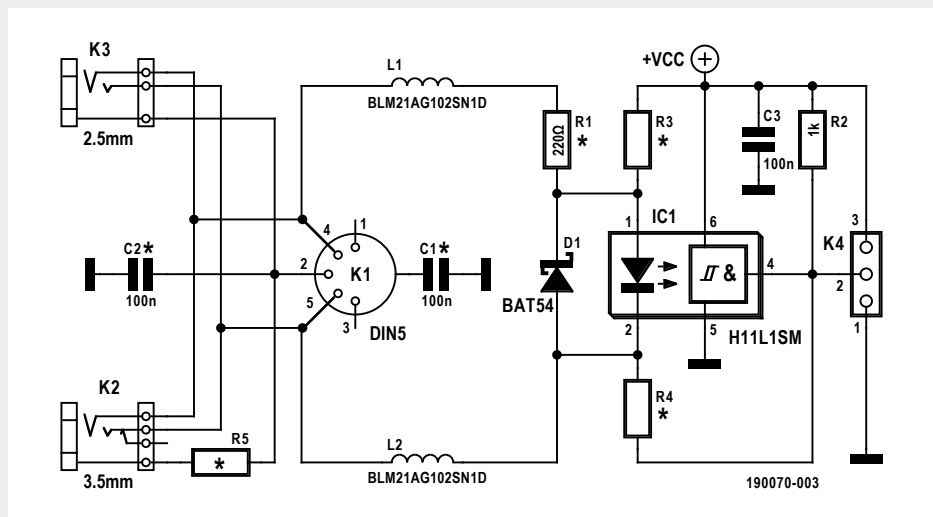 K3
2.5mm
L1
BLM21AG102SN1D
+VCC
220Ω
R1
*
R3
*
C3
100n
1k
R2
C2*
100n
1
4
2
K1
5
3
DIN5
C1*
100n
D1
BAT54
1
IC1
6
&
4
2
5
H11L1SM
K4
3
2
1
K2
3.5mm
R5
*
L2
BLM21AG102SN1D
R4
*
190070-003